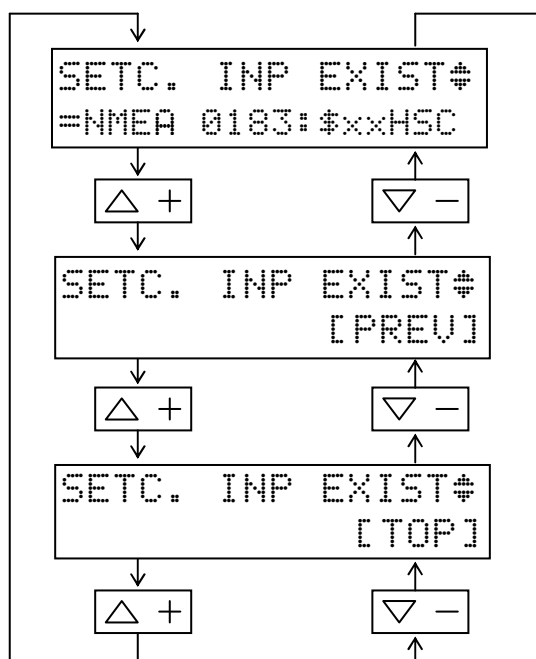 SETC. INP EXIST
=NMEA 0183:$xxHSC
△ + ▽ −
SETC. INP EXIST
[PREV]
△ + ▽ −
SETC. INP EXIST
[TOP]
△ + ▽ −